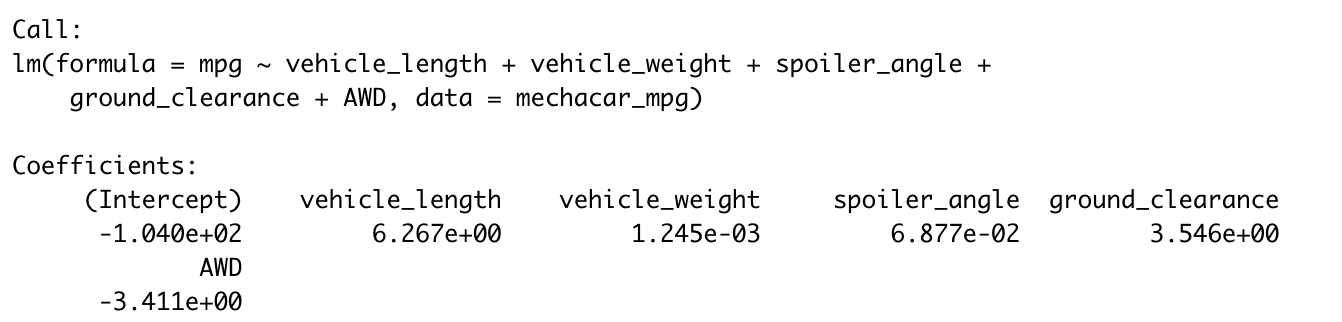 Call:
lm(formula = mpg ~ vehicle_length + vehicle_weight + spoiler_angle +
    ground_clearance + AWD, data = mechacar_mpg)

Coefficients:
     (Intercept)    vehicle_length    vehicle_weight     spoiler_angle  ground_clearance
      -1.040e+02         6.267e+00         1.245e-03         6.877e-02         3.546e+00
             AWD
      -3.411e+00